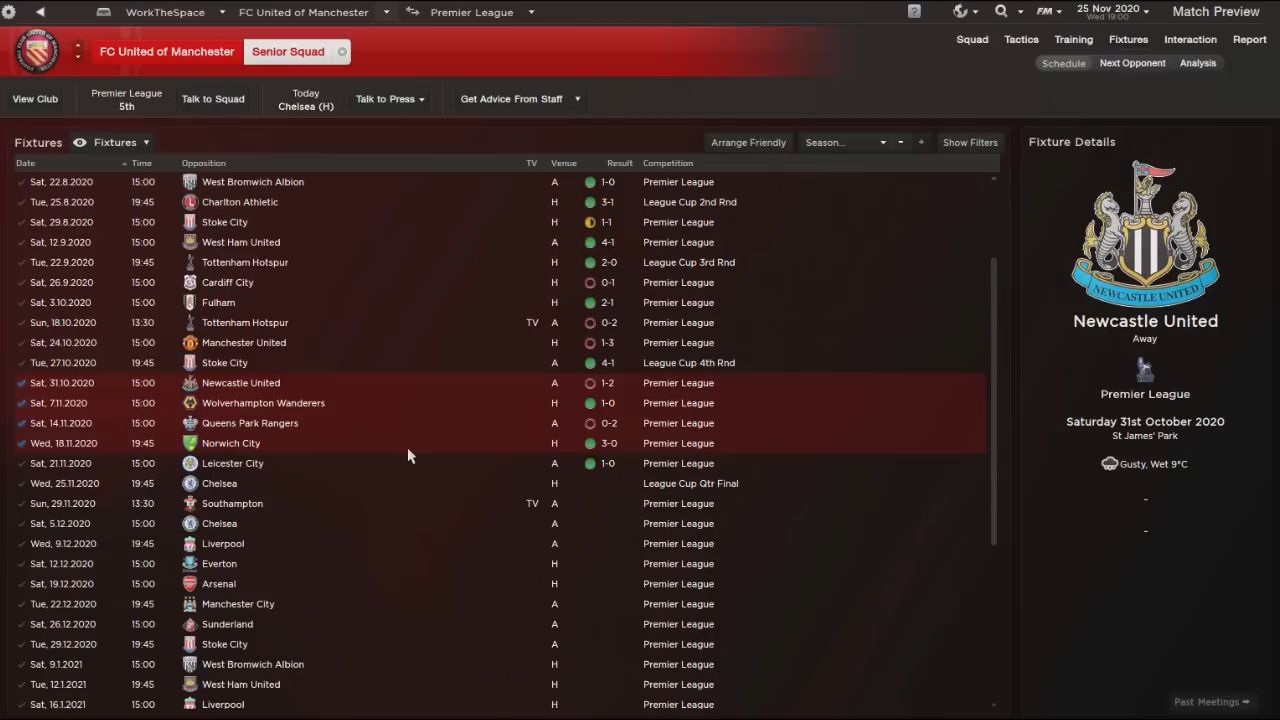 WorkTheSpace FC United of Manchester Premier League ? FM 25 Nov 2020 Match Preview
Wed 19:00
FC United of Manchester Senior Squad
Squad Tactics Training Fixtures Interaction Report
Schedule Next Opponent Analysis
View Club Premier League Talk to Squad Today Talk to Press Get Advice From Staff
5th Chelsea (H)
Fixtures Fixtures Arrange Friendly Season... - + Show Filters
Date Time Opposition TV Venue Result Competition
Sat, 22.8.2020 15:00 West Bromwich Albion A 1-0 Premier League
Tue, 25.8.2020 19:45 Charlton Athletic H 3-1 League Cup 2nd Rnd
Sat, 29.8.2020 15:00 Stoke City H 1-1 Premier League
Sat, 12.9.2020 15:00 West Ham United A 4-1 Premier League
Tue, 22.9.2020 19:45 Tottenham Hotspur H 2-0 League Cup 3rd Rnd
Sat, 26.9.2020 15:00 Cardiff City H 0-1 Premier League
Sat, 3.10.2020 15:00 Fulham H 2-1 Premier League
Sun, 18.10.2020 13:30 Tottenham Hotspur TV A 0-2 Premier League
Sat, 24.10.2020 15:00 Manchester United H 1-3 Premier League
Tue, 27.10.2020 19:45 Stoke City A 4-1 League Cup 4th Rnd
Sat, 31.10.2020 15:00 Newcastle United A 1-2 Premier League
Sat, 7.11.2020 15:00 Wolverhampton Wanderers H 1-0 Premier League
Sat, 14.11.2020 15:00 Queens Park Rangers A 0-2 Premier League
Wed, 18.11.2020 19:45 Norwich City H 3-0 Premier League
Sat, 21.11.2020 15:00 Leicester City A 1-0 Premier League
Wed, 25.11.2020 19:45 Chelsea H League Cup Qtr Final
Sun, 29.11.2020 13:30 Southampton TV A Premier League
Sat, 5.12.2020 15:00 Chelsea A Premier League
Wed, 9.12.2020 19:45 Liverpool A Premier League
Sat, 12.12.2020 15:00 Everton H Premier League
Sat, 19.12.2020 15:00 Arsenal H Premier League
Tue, 22.12.2020 19:45 Manchester City A Premier League
Sat, 26.12.2020 15:00 Sunderland A Premier League
Tue, 29.12.2020 19:45 Stoke City A Premier League
Sat, 9.1.2021 15:00 West Bromwich Albion H Premier League
Tue, 12.1.2021 19:45 West Ham United H Premier League
Sat, 16.1.2021 15:00 Liverpool H Premier League
Fixture Details
NEWCASTLE UNITED
Newcastle United
Away
Premier League
Saturday 31st October 2020
St James' Park
Gusty, Wet 9°C
-
-
Past Meetings